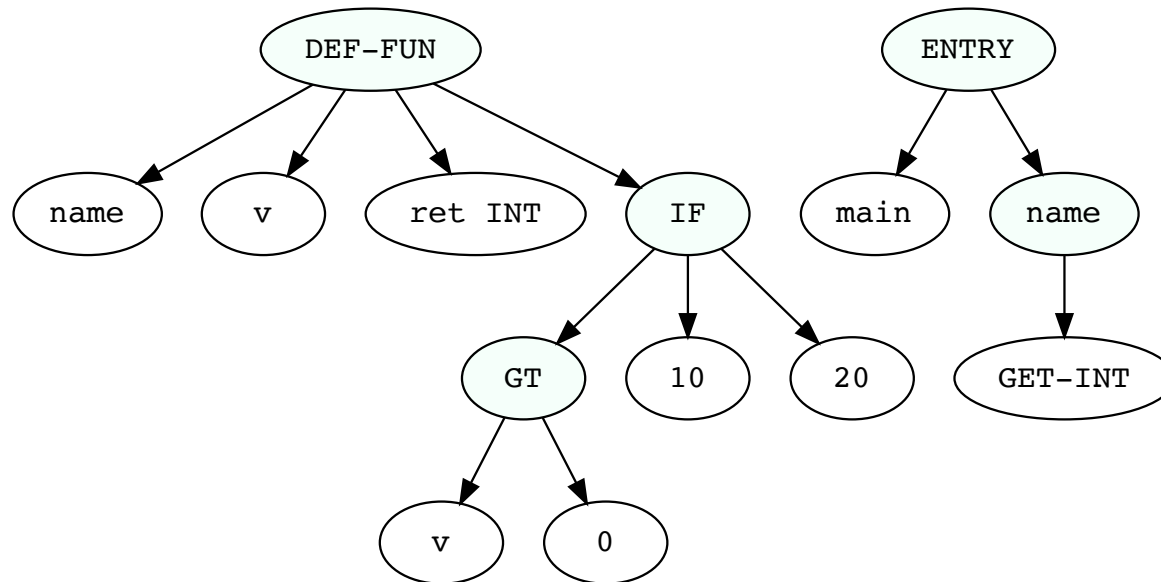 DEF-FUN ENTRY
name v ret INT IF main name
GT 10 20 GET-INT
v 0